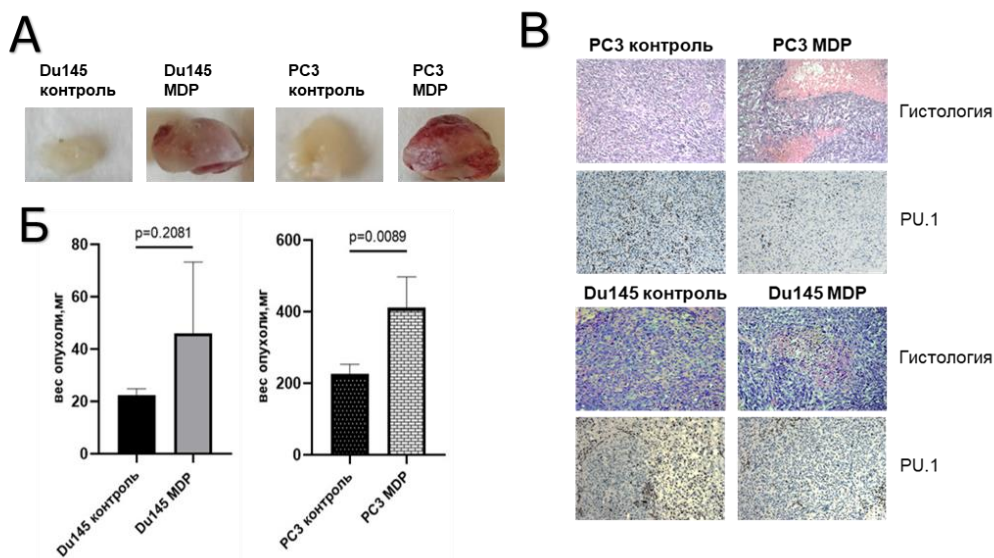 А
Du145
контроль
Du145
MDP
PC3
контроль
PC3
MDP
Б
вес опухоли,мг
80
60
40
20
0
p=0.2081
Du145 контроль
Du145 MDP
вес опухоли,мг
600
400
200
0
p=0.0089
PC3 контроль
PC3 MDP
В
PC3 контроль
PC3 MDP
Гистология
PU.1
Du145 контроль
Du145 MDP
Гистология
PU.1